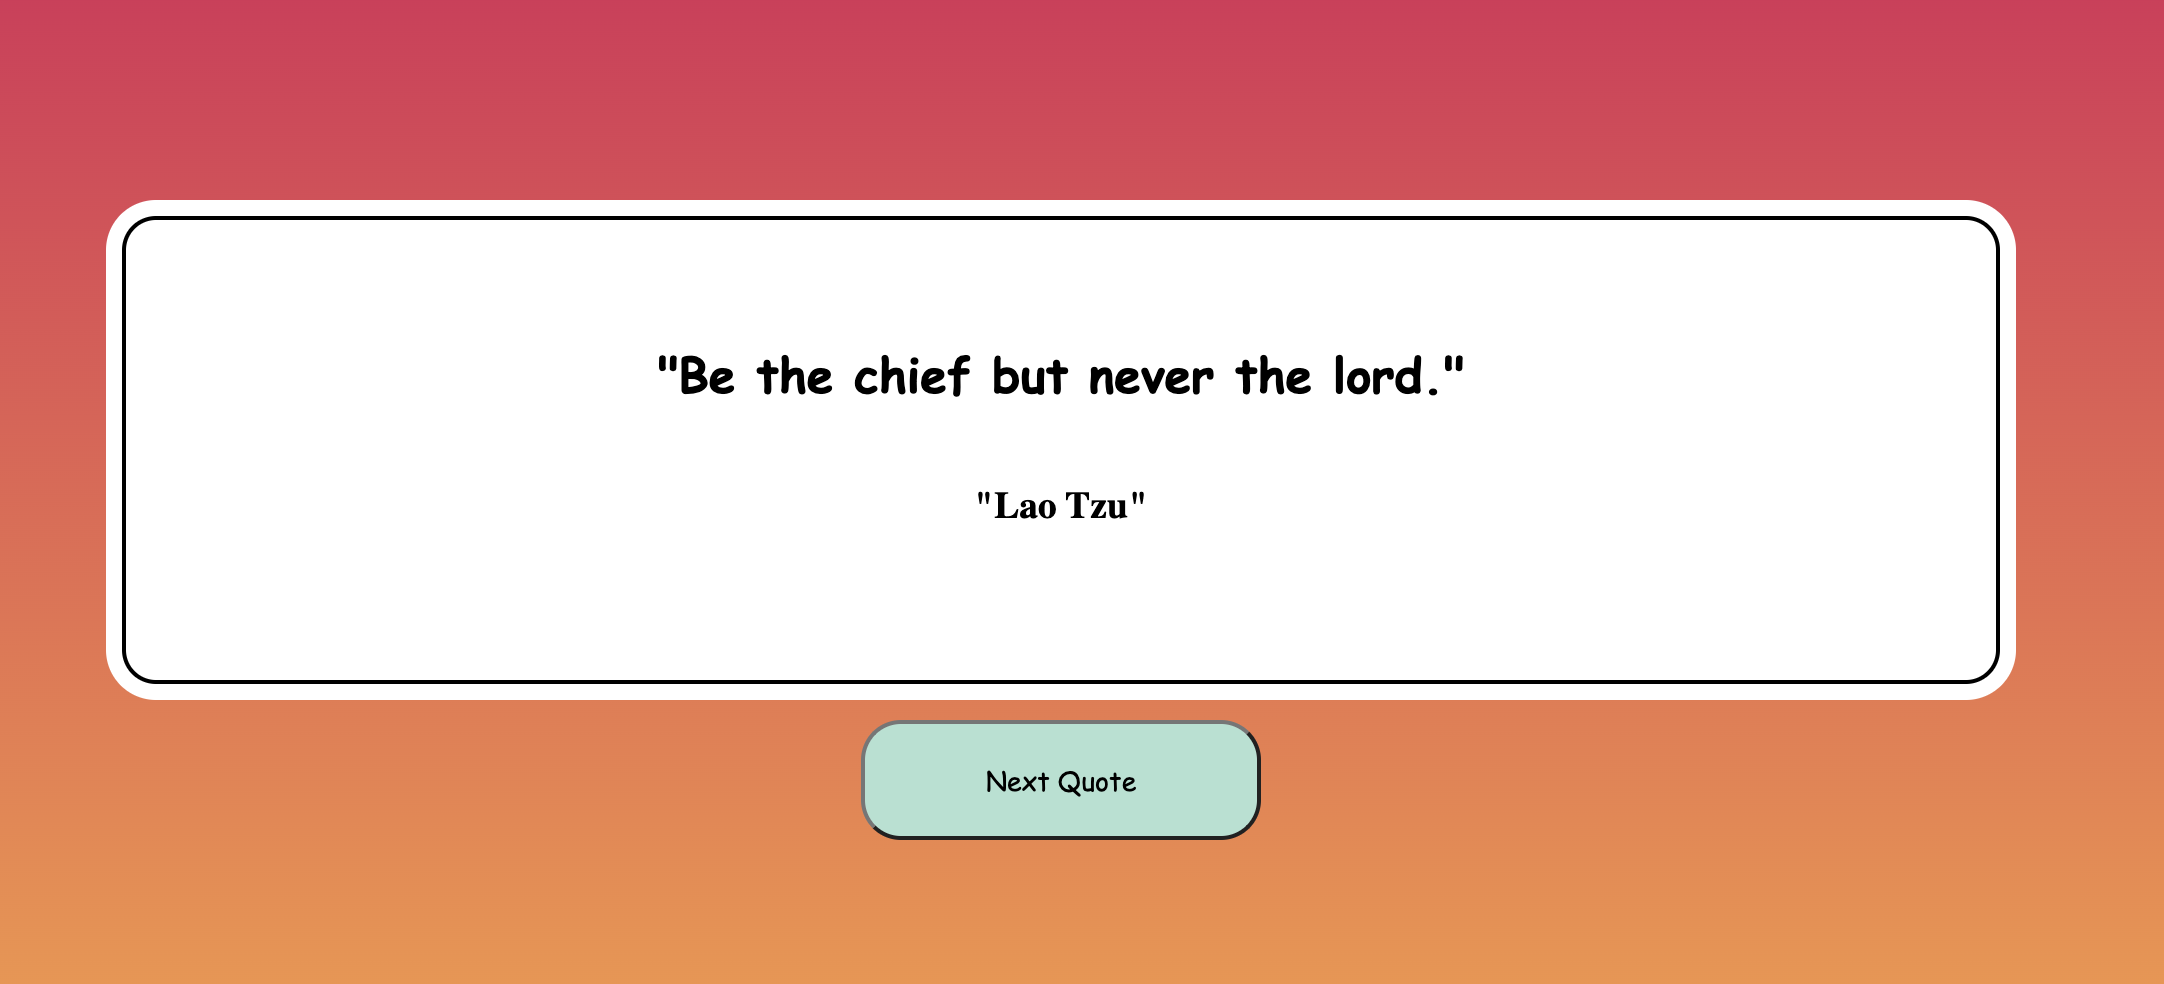 "Be the chief but never the lord."
"Lao Tzu"
Next Quote